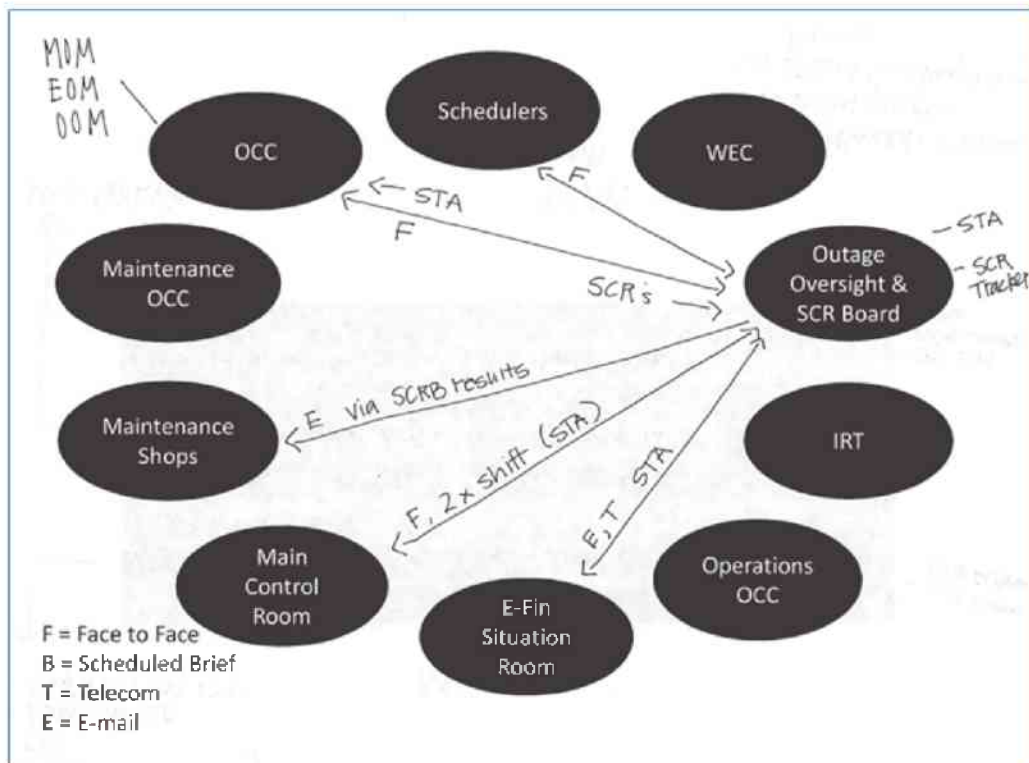 MOM
EOM
OOM
Schedulers
OCC
WEC
F
STA
F
Outage
Oversight &
SCR Board
STA
SCR
Tracker
Maintenance
OCC
SCR's
Maintenance
Shops
E via SCRB results
F, 2x shift (STA)
E, T STA
IRT
Main
Control
Room
E-Fin
Situation
Room
Operations
OCC
F = Face to Face
B = Scheduled Brief
T = Telecom
E = E-mail